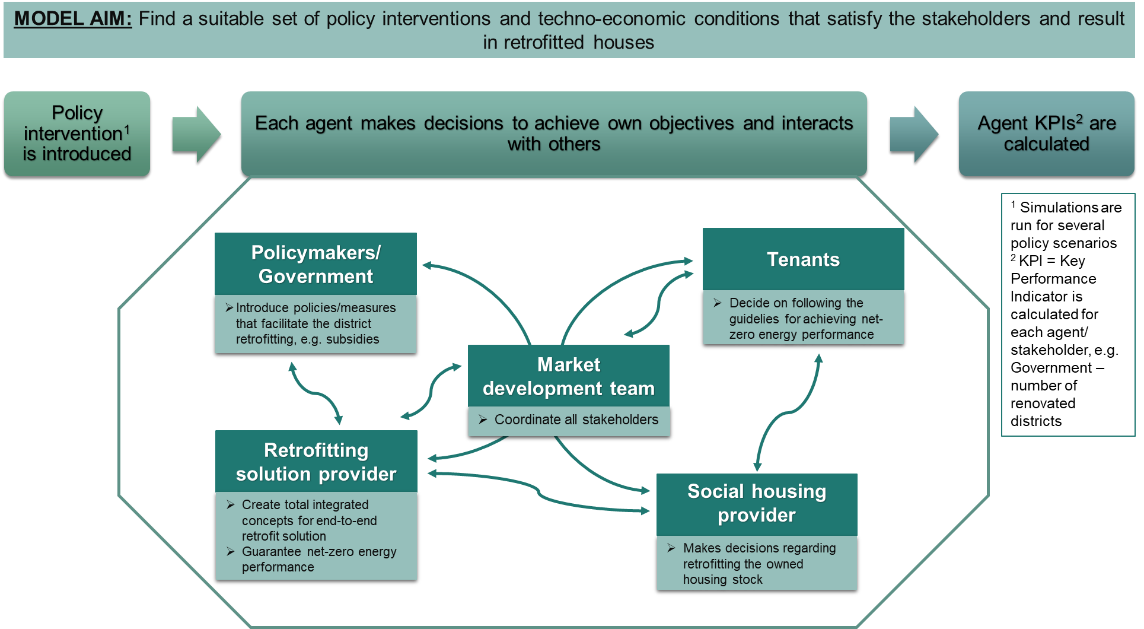 MODEL AIM: Find a suitable set of policy interventions and techno-economic conditions that satisfy the stakeholders and result
in retrofitted houses
Policy
intervention¹
is introduced
Each agent makes decisions to achieve own objectives and interacts
with others
Agent KPIs² are
calculated
Policymakers/
Government
➢Introduce policies/measures
that facilitate the district
retrofitting, e.g. subsidies
Tenants
➢ Decide on following the
guidelies for achieving net-
zero energy performance
Market
development team
➢ Coordinate all stakeholders
Retrofitting
solution provider
➢ Create total integrated
concepts for end-to-end
retrofit solution
➢ Guarantee net-zero energy
performance
Social housing
provider
➢ Makes decisions regarding
retrofitting the owned
housing stock
¹ Simulations are
run for several
policy scenarios
² KPI = Key
Performance
Indicator is
calculated for
each agent/
stakeholder, e.g.
Government –
number of
renovated
districts